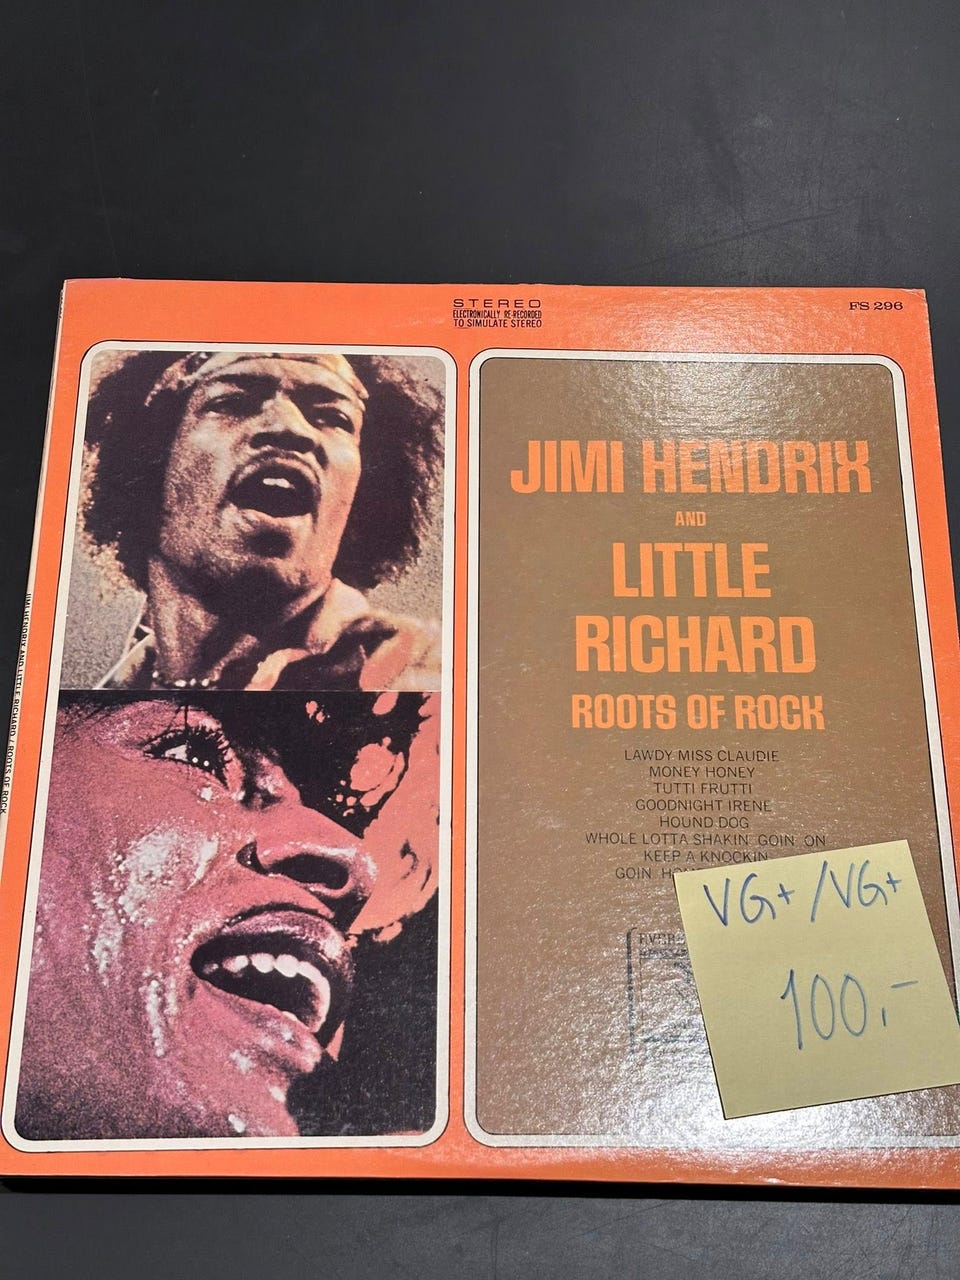 STEREO
ELECTRONICALLY RE-RECORDED
TO SIMULATE STEREO
FS 296
JIMI HENDRIX
AND
LITTLE
RICHARD
ROOTS OF ROCK
LAWDY MISS CLAUDIE
MONEY HONEY
TUTTI FRUTTI
GOODNIGHT IRENE
HOUND DOG
WHOLE LOTTA SHAKIN' GOIN' ON
KEEP A KNOCKIN
GOIN'
VG+/VG+
100,-
JIMI HENDRIX AND LITTLE RICHARD / ROOTS OF ROCK